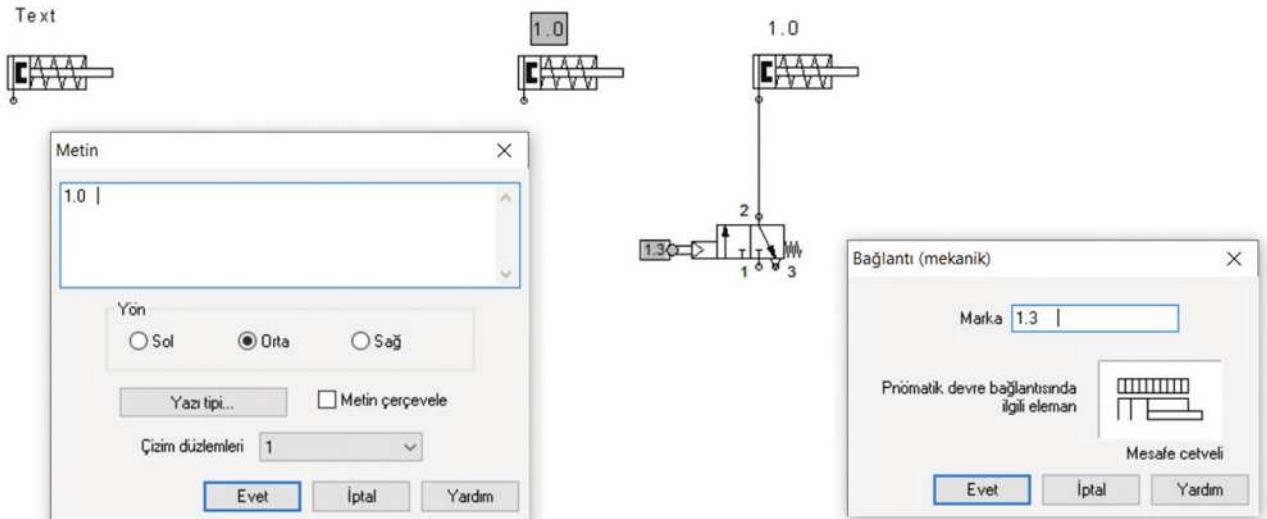 Text
1.0
1.0
Metin
1.0
Yön
Sol
Orta
Sağ
Yazı tipi...
Metin çerçevele
Çizim düzlemleri
1
Evet
İptal
Yardım
2
1.3
1
3
Bağlantı (mekanik)
Marka
1.3
Pnömatik devre bağlantısında
ilgili eleman
Mesafe cetveli
Evet
İptal
Yardım